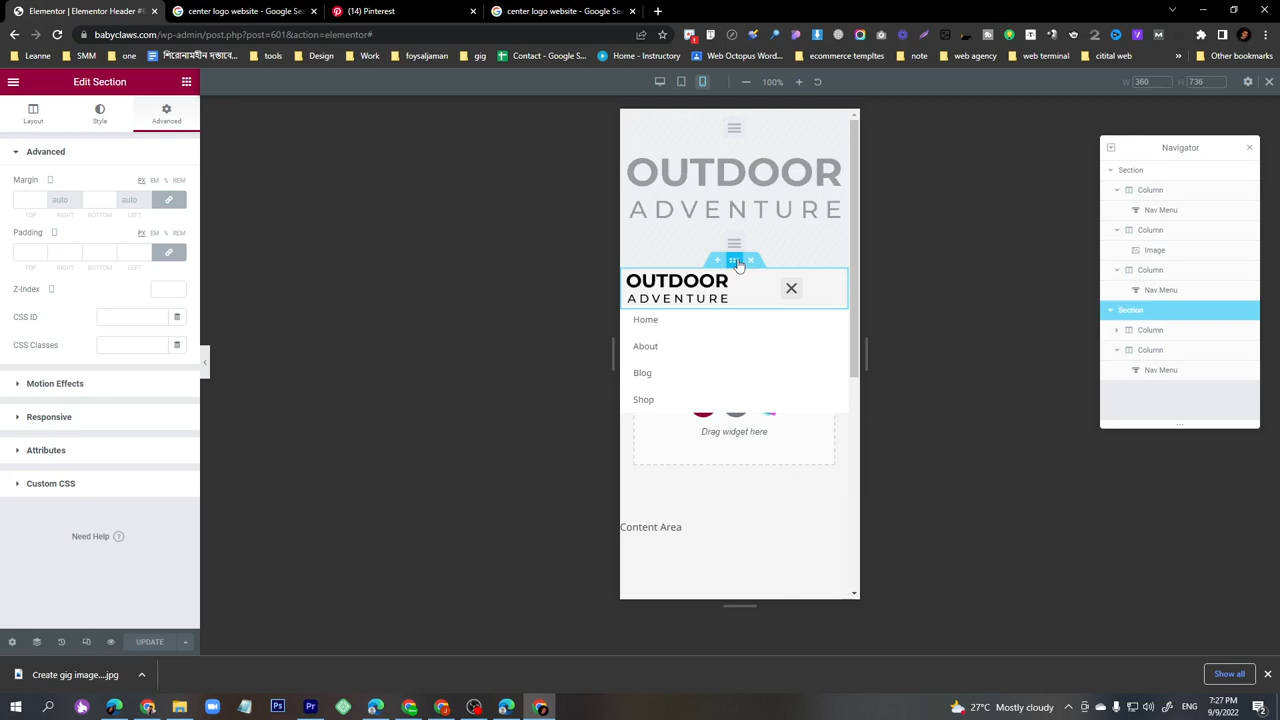 Elementor | Header #6
center logo website - Google Se
(14) Pinterest
center logo website - Google Se
babyclaws.com/wp-admin/post.php?post=601&action=elementor#
Leanne
SMM
one
tools
Design
Work
foysaljaman
gig
Contact - Google S...
Home - Instructory
Web Octopus Word...
ecommerce templates
note
web agency
web total
cibtal web
»
Other bookmarks
Edit Section
100%
W 360
H 736
Layout
Style
Advanced
Navigator
Advanced
Section
Margin
PX EM % REM
Column
auto
auto
Nav Menu
TOP RIGHT BOTTOM LEFT
Column
Padding
PX EM % REM
Image
TOP RIGHT BOTTOM LEFT
Column
Z-Index
Nav Menu
CSS ID
Section
CSS Classes
Column
Column
Nav Menu
Motion Effects
Responsive
Attributes
Custom CSS
Need Help ?
UPDATE
OUTDOOR
ADVENTURE
OUTDOOR
ADVENTURE
Home
About
Blog
Shop
Drag widget here
Content Area
Create gig image....jpg
Show all
27°C Mostly cloudy
ENG
7:27 PM
9/9/2022